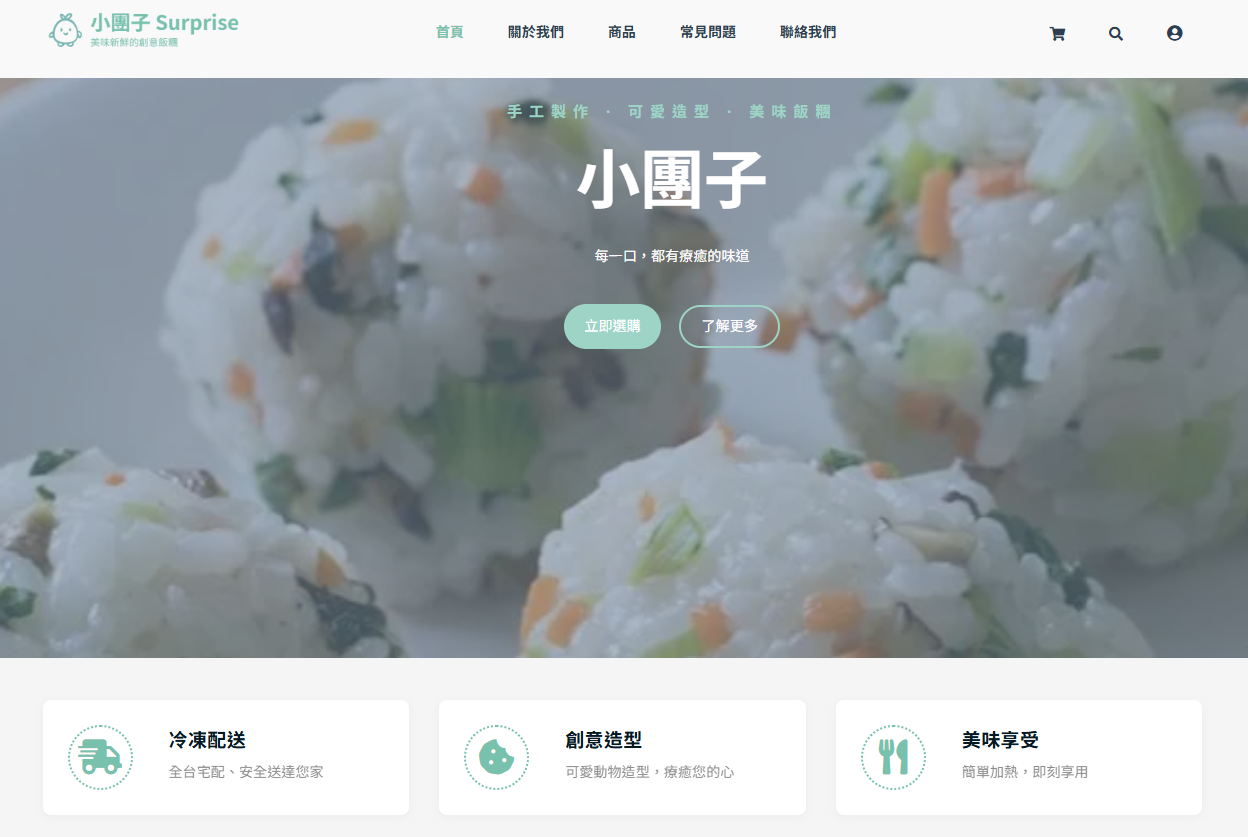 小團子 Surprise
美味新鮮的創意飯糰
首頁
關於我們
商品
常見問題
聯絡我們
手工製作 · 可愛造型 · 美味飯糰
小團子
每一口，都有療癒的味道
立即選購
了解更多
冷凍配送
全台宅配、安全送達您家
創意造型
可愛動物造型，療癒您的心
美味享受
簡單加熱，即刻享用